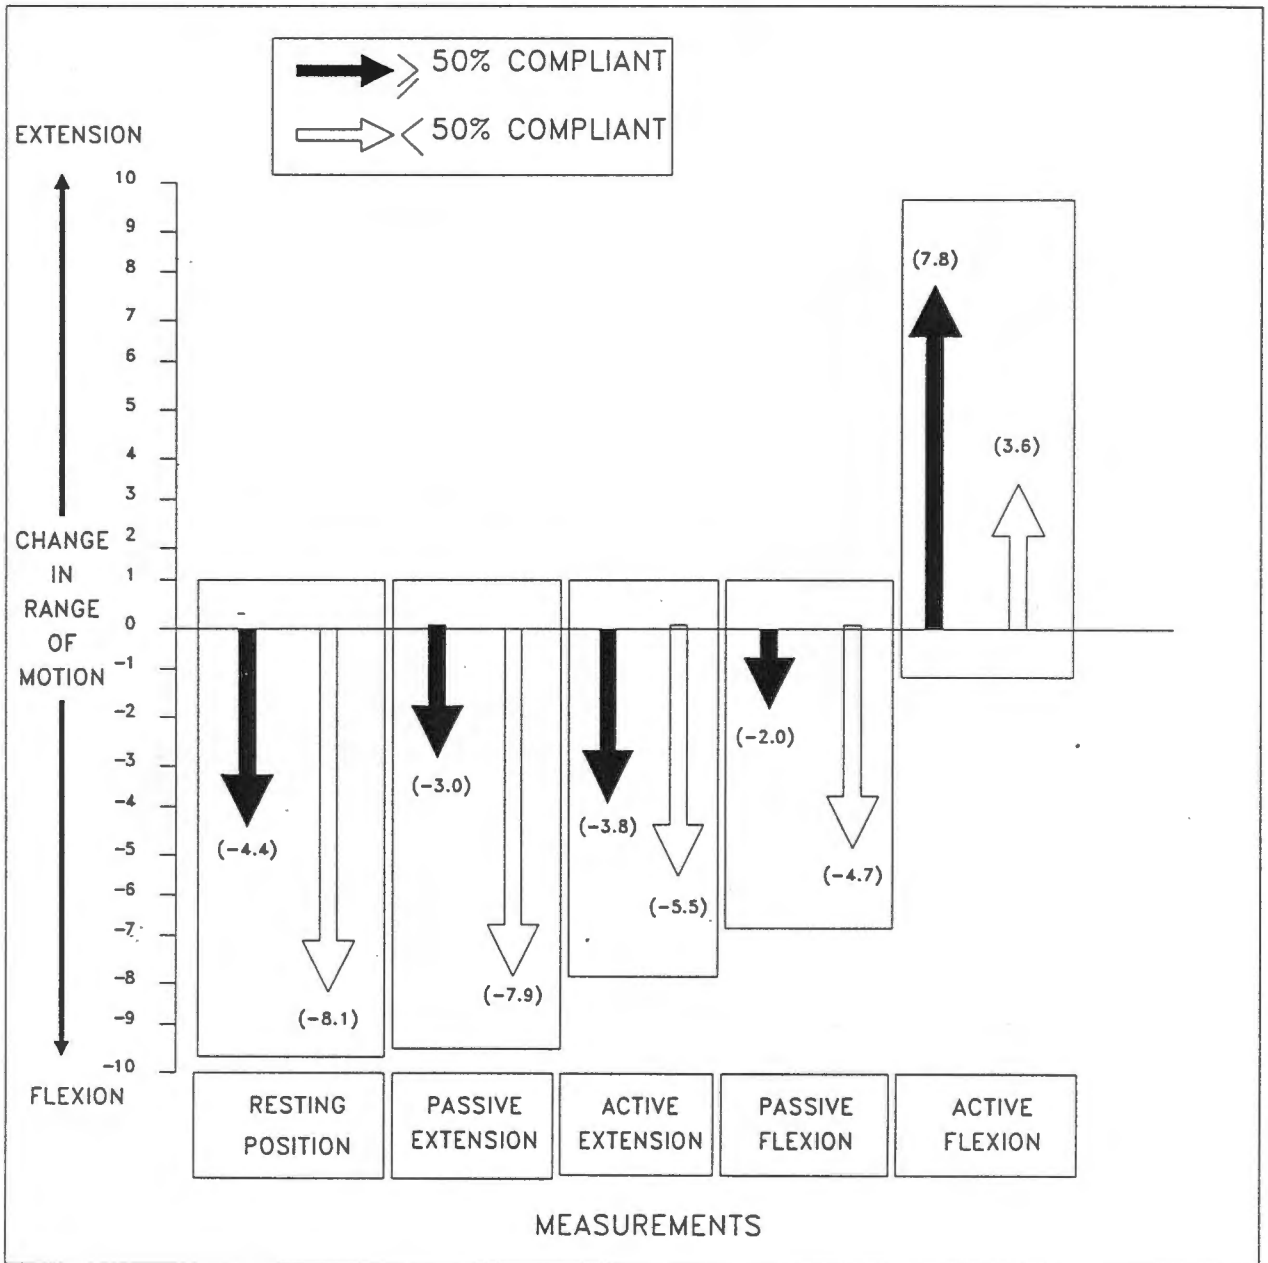 ⩾ 50% COMPLIANT
< 50% COMPLIANT
EXTENSION
10
9
8
7
6
5
4
3
2
1
0
-1
-2
-3
-4
-5
-6
-7
-8
-9
-10
CHANGE
IN
RANGE
OF
MOTION
FLEXION
(-4.4)
(-8.1)
(-3.0)
(-7.9)
(-3.8)
(-5.5)
(-2.0)
(-4.7)
(7.8)
(3.6)
RESTING
POSITION
PASSIVE
EXTENSION
ACTIVE
EXTENSION
PASSIVE
FLEXION
ACTIVE
FLEXION
MEASUREMENTS